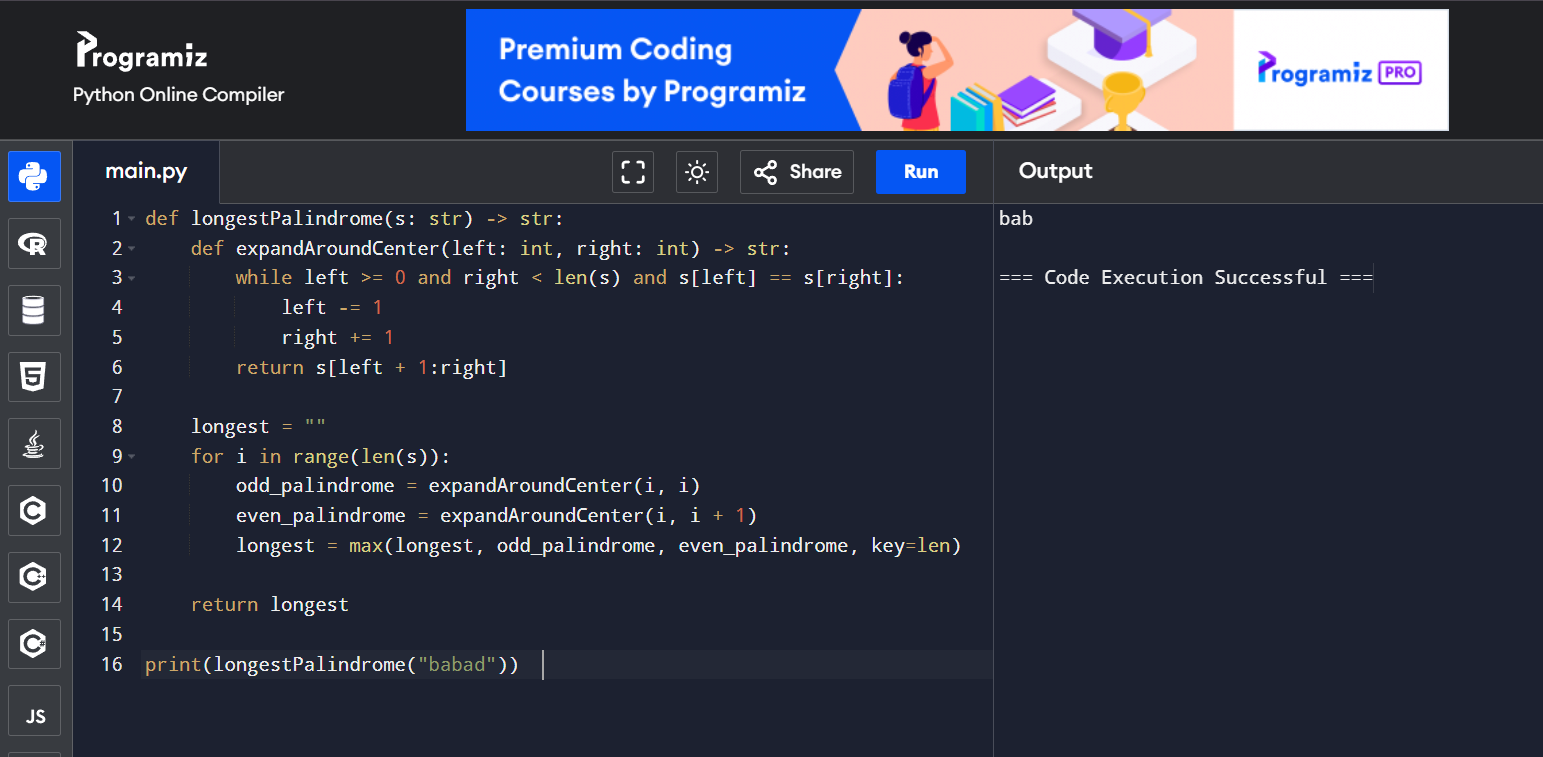 Programiz
Python Online Compiler
Premium Coding
Courses by Programiz
Programiz PRO
main.py
Share
Run
Output
1 def longestPalindrome(s: str) -> str:
2     def expandAroundCenter(left: int, right: int) -> str:
3         while left >= 0 and right < len(s) and s[left] == s[right]:
4             left -= 1
5             right += 1
6         return s[left + 1:right]
7
8     longest = ""
9     for i in range(len(s)):
10         odd_palindrome = expandAroundCenter(i, i)
11         even_palindrome = expandAroundCenter(i, i + 1)
12         longest = max(longest, odd_palindrome, even_palindrome, key=len)
13
14     return longest
15
16 print(longestPalindrome("babad"))
bab
=== Code Execution Successful ===
R
5
C
C++
C#
JS